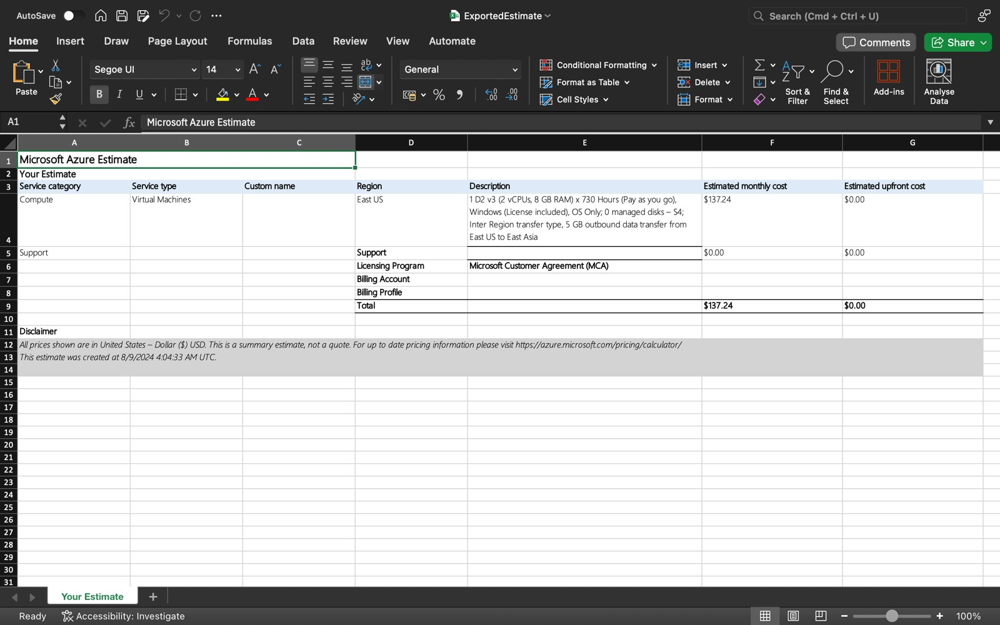 AutoSave
ExportedEstimate
Search (Cmd + Ctrl + U)
Home Insert Draw Page Layout Formulas Data Review View Automate
Comments Share
Paste
Segoe UI 14
General
Conditional Formatting
Format as Table
Cell Styles
Insert
Delete
Format
Sort & Filter
Find & Select
Add-ins
Analyse Data
A1 fx Microsoft Azure Estimate
A B C D E F G
1 Microsoft Azure Estimate
2 Your Estimate
3 Service category Service type Custom name Region Description Estimated monthly cost Estimated upfront cost
Compute Virtual Machines East US 1 D2 v3 (2 vCPUs, 8 GB RAM) x 730 Hours (Pay as you go), $137.24 $0.00
Windows (License included), OS Only; 0 managed disks – S4;
Inter Region transfer type, 5 GB outbound data transfer from
4 East US to East Asia
5 Support Support $0.00 $0.00
6 Licensing Program Microsoft Customer Agreement (MCA)
7 Billing Account
8 Billing Profile
9 Total $137.24 $0.00
10
11 Disclaimer
12 All prices shown are in United States – Dollar ($) USD. This is a summary estimate, not a quote. For up to date pricing information please visit https://azure.microsoft.com/pricing/calculator/
13 This estimate was created at 8/9/2024 4:04:33 AM UTC.
14
15
16
17
18
19
20
21
22
23
24
25
26
27
28
29
30
31
Your Estimate
Ready Accessibility: Investigate 100%